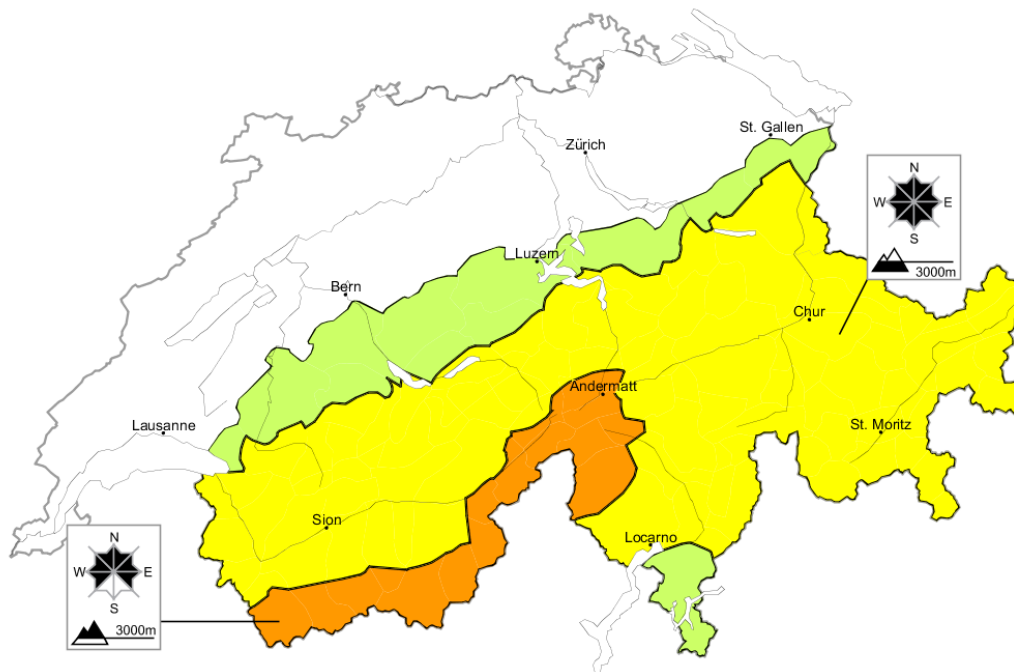 St. Gallen
Zürich
N
W E
S
3000m
Luzern
Bern
Chur
Andermatt
Lausanne
St. Moritz
Sion
Locarno
N
W E
S
3000m